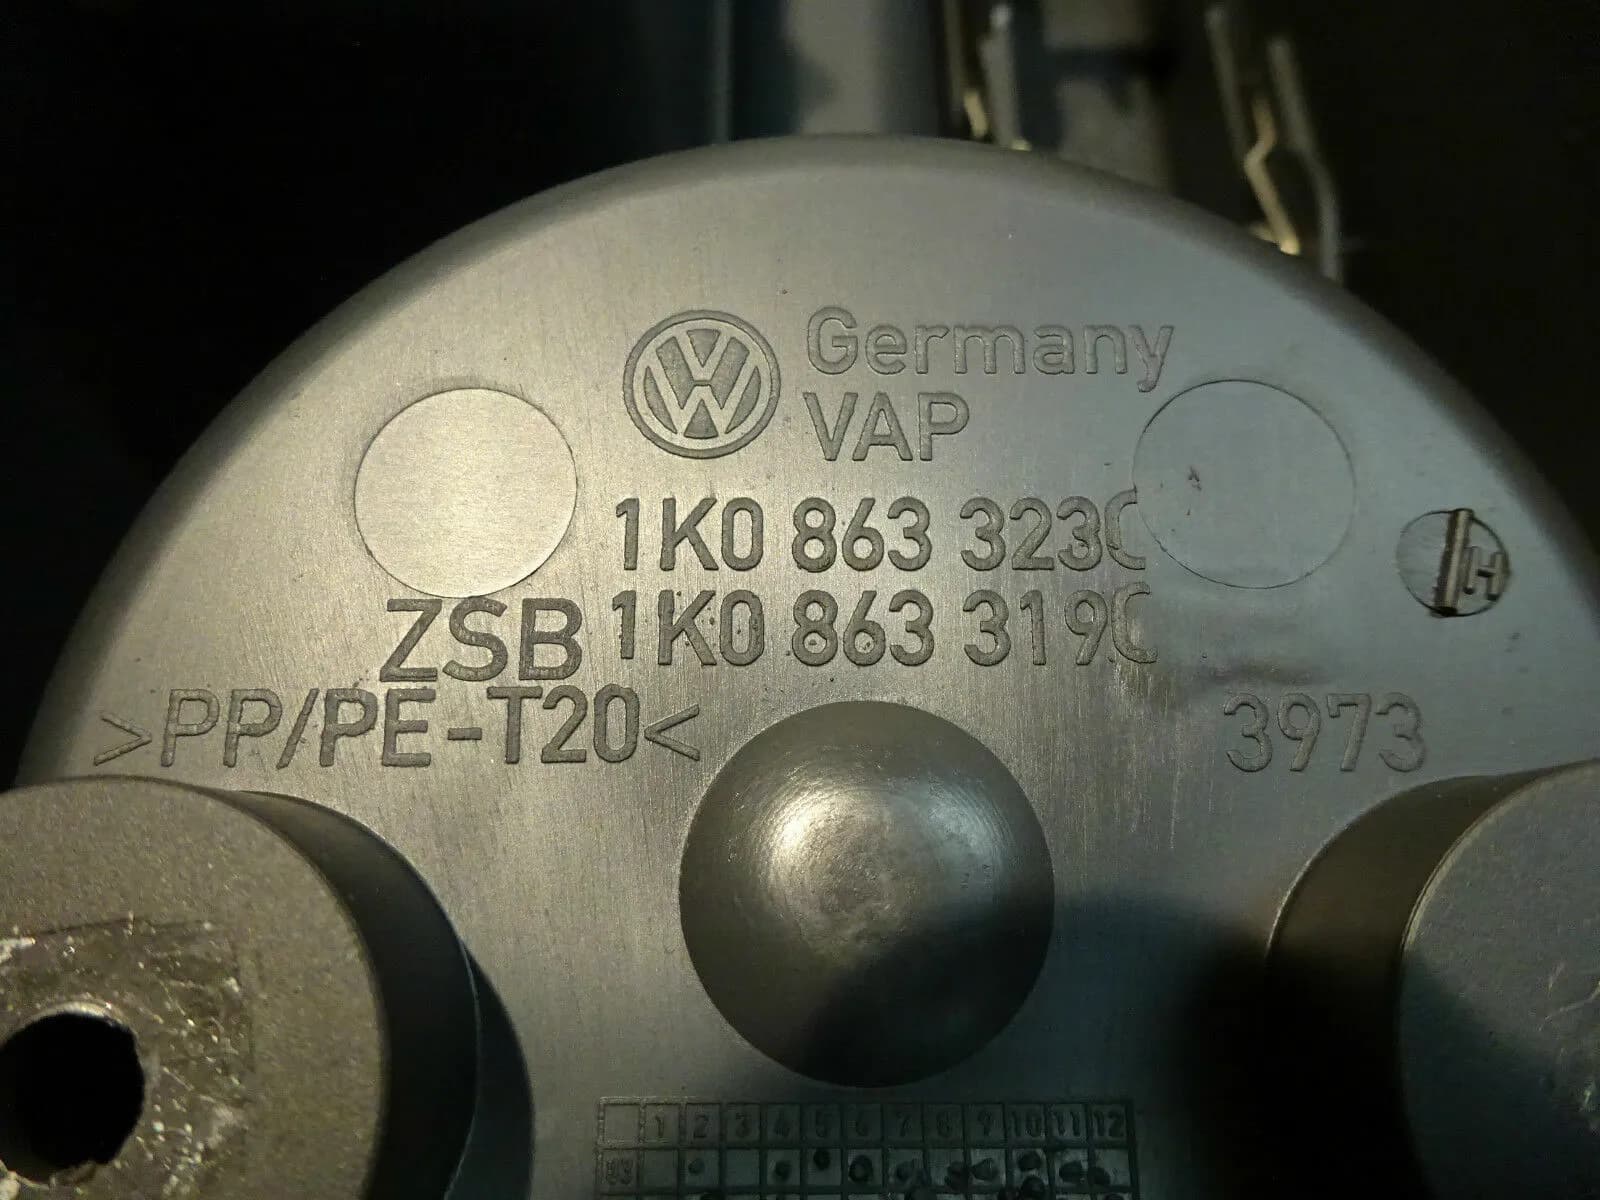 Germany
VAP
1K0 863 323C
ZSB 1K0 863 319C
>PP/PE-T20<
3973
H
1 2 3 4 5 6 7 8 9 10 11 12
03